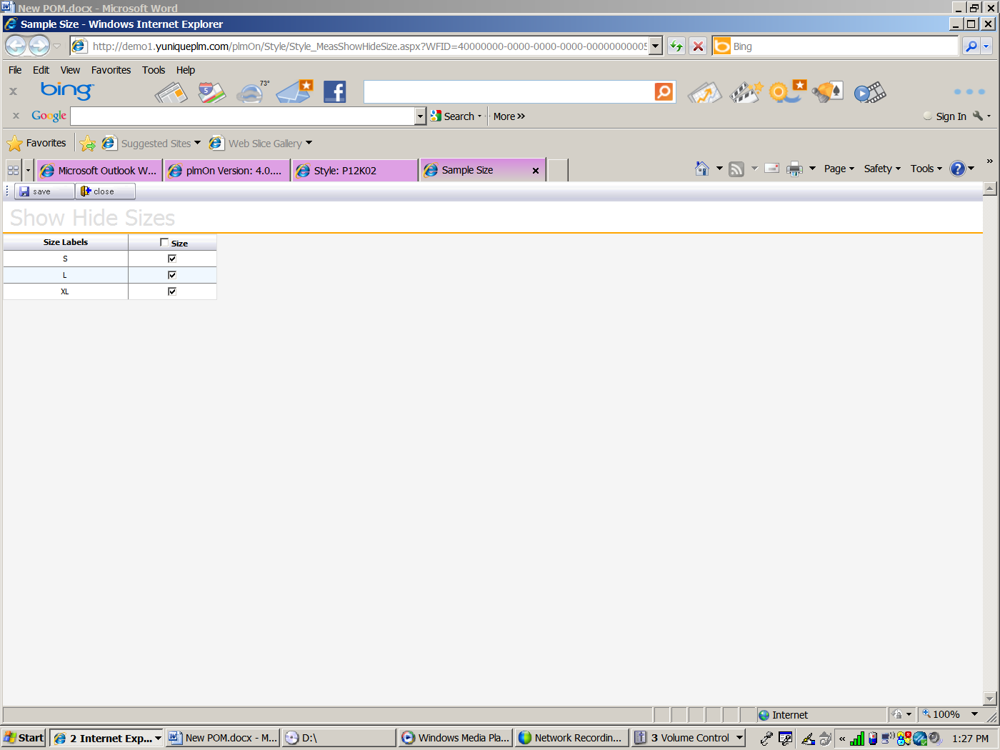 New POM.docx - Microsoft Word
Sample Size - Windows Internet Explorer
http://demo1.yuniqueplm.com/plmOn/Style/Style_MeasShowHideSize.aspx?WFID=40000000-0000-0000-0000-00000000005
Bing
File Edit View Favorites Tools Help
bing
5
73°
f
Google
Search
More »
Sign In
Favorites
Suggested Sites
Web Slice Gallery
Microsoft Outlook W...
plmOn Version: 4.0....
Style: P12K02
Sample Size
Page
Safety
Tools
?
»
save
close
Show Hide Sizes
Size Labels Size
S
L
XL
Internet
100%
Start
2 Internet Exp...
New POM.docx - M...
D:\
Windows Media Pla...
Network Recordin...
3 Volume Control
«
1:27 PM